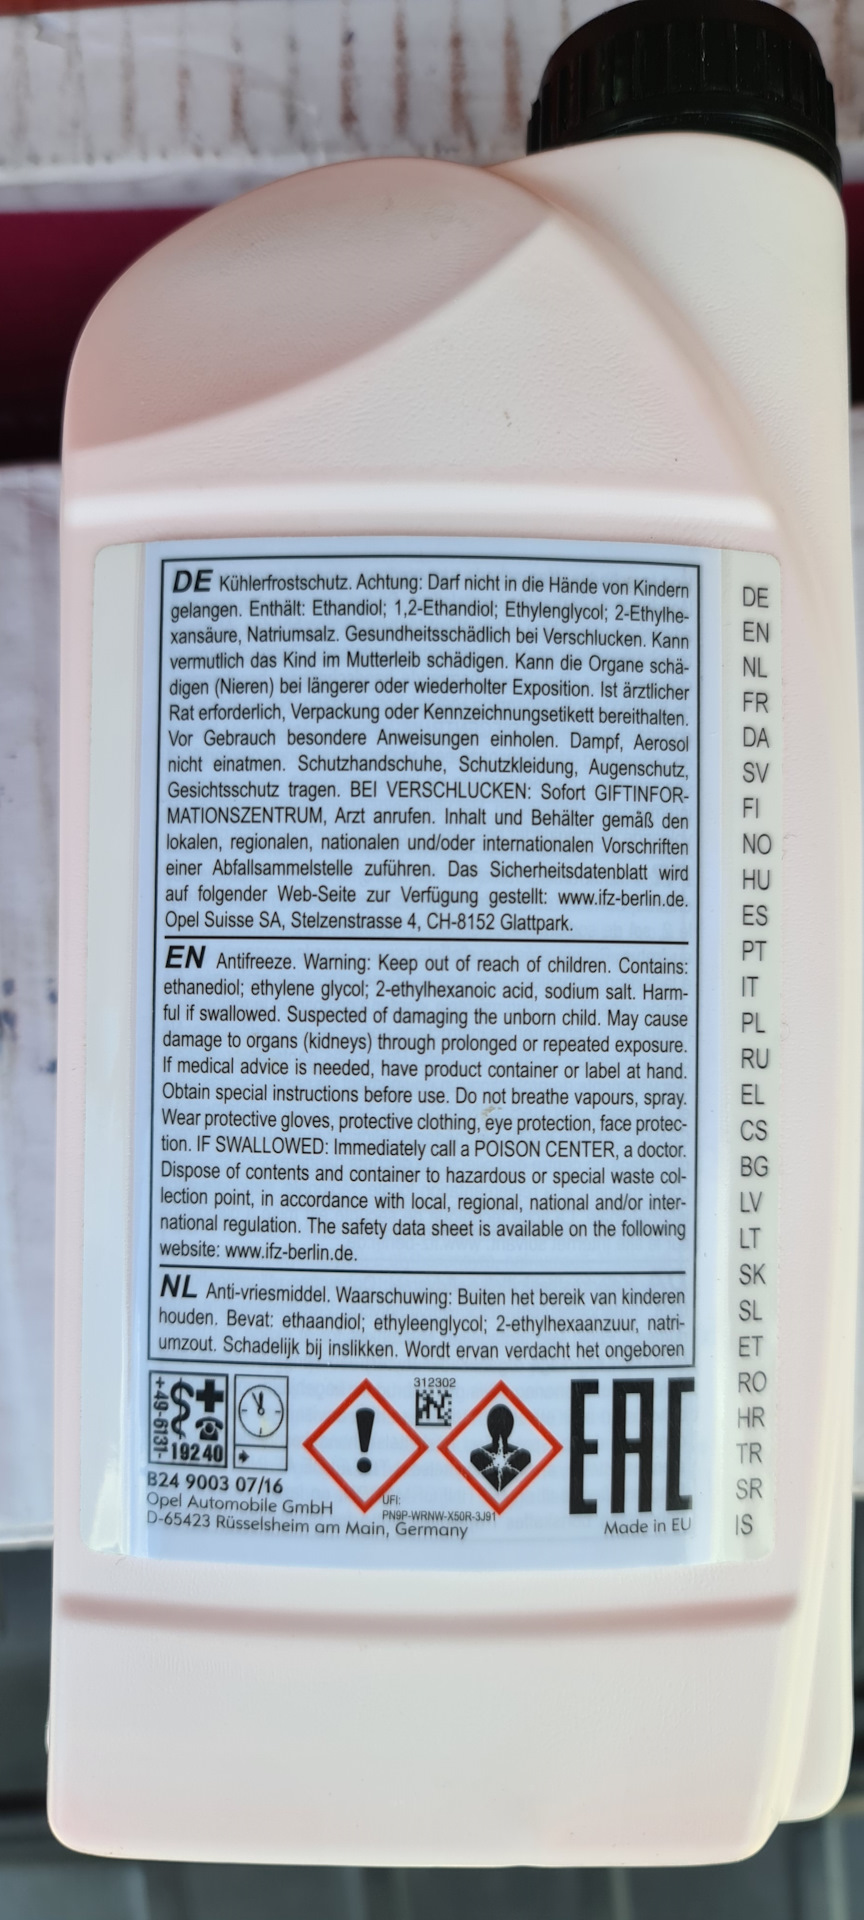 DE Kühlerfrostschutz. Achtung: Darf nicht in die Hände von Kindern
gelangen. Enthält: Ethandiol; 1,2-Ethandiol; Ethylenglycol; 2-Ethylhe-
xansäure, Natriumsalz. Gesundheitsschädlich bei Verschlucken. Kann
vermutlich das Kind im Mutterleib schädigen. Kann die Organe schä-
digen (Nieren) bei längerer oder wiederholter Exposition. Ist ärztlicher
Rat erforderlich, Verpackung oder Kennzeichnungsetikett bereithalten.
Vor Gebrauch besondere Anweisungen einholen. Dampf, Aerosol
nicht einatmen. Schutzhandschuhe, Schutzkleidung, Augenschutz,
Gesichtsschutz tragen. BEI VERSCHLUCKEN: Sofort GIFTINFOR-
MATIONSZENTRUM, Arzt anrufen. Inhalt und Behälter gemäß den
lokalen, regionalen, nationalen und/oder internationalen Vorschriften
einer Abfallsammelstelle zuführen. Das Sicherheitsdatenblatt wird
auf folgender Web-Seite zur Verfügung gestellt: www.ifz-berlin.de.
Opel Suisse SA, Stelzenstrasse 4, CH-8152 Glattpark.
EN Antifreeze. Warning: Keep out of reach of children. Contains:
ethanediol; ethylene glycol; 2-ethylhexanoic acid, sodium salt. Harm-
ful if swallowed. Suspected of damaging the unborn child. May cause
damage to organs (kidneys) through prolonged or repeated exposure.
If medical advice is needed, have product container or label at hand.
Obtain special instructions before use. Do not breathe vapours, spray.
Wear protective gloves, protective clothing, eye protection, face protec-
tion. IF SWALLOWED: Immediately call a POISON CENTER, a doctor.
Dispose of contents and container to hazardous or special waste col-
lection point, in accordance with local, regional, national and/or inter-
national regulation. The safety data sheet is available on the following
website: www.ifz-berlin.de.
NL Anti-vriesmiddel. Waarschuwing: Buiten het bereik van kinderen
houden. Bevat: ethaandiol; ethyleenglycol; 2-ethylhexaanzuur, natri-
umzout. Schadelijk bij inslikken. Wordt ervan verdacht het ongeboren
+49-6131-
19240
312302
EAC
B24 9003 07/16
Opel Automobile GmbH
D-65423 Rüsselsheim am Main, Germany
UFI:
PN9P-WRNW-X50R-3J91
Made in EU
DE
EN
NL
FR
DA
SV
FI
NO
HU
ES
PT
IT
PL
RU
EL
CS
BG
LV
LT
SK
SL
ET
RO
HR
TR
SR
IS